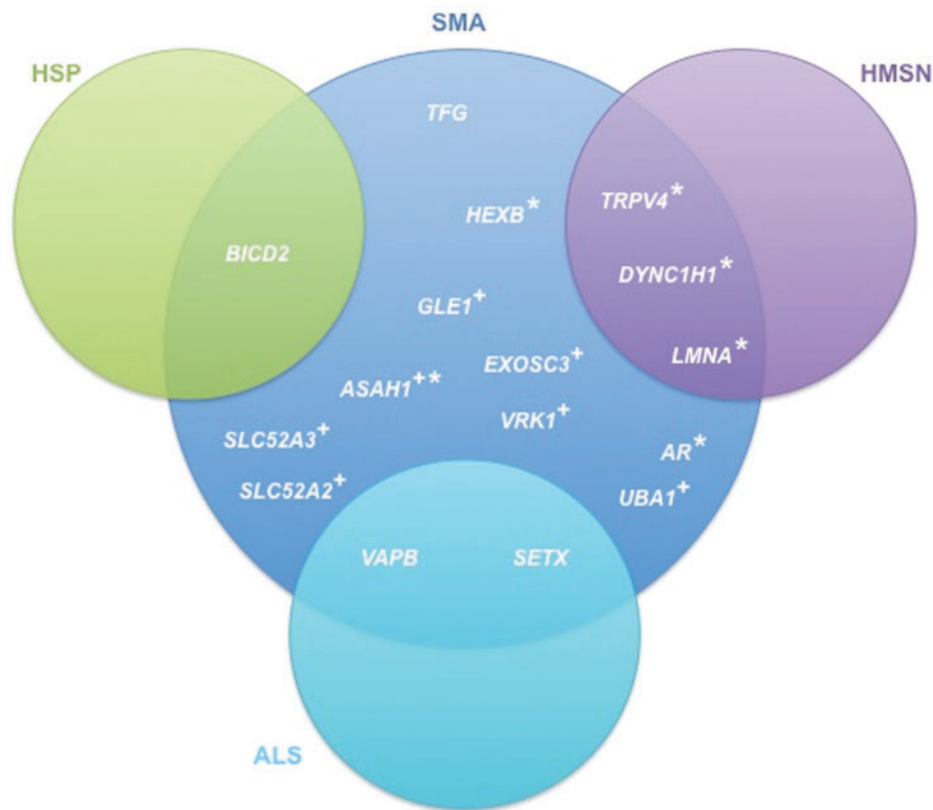 SMA
HSP
HMSN
TFG
TRPV4*
HEXB*
BICD2
DYNC1H1*
GLE1+
LMNA*
EXOSC3+
ASAH1+*
VRK1+
SLC52A3+
AR*
SLC52A2+
UBA1+
VAPB
SETX
ALS